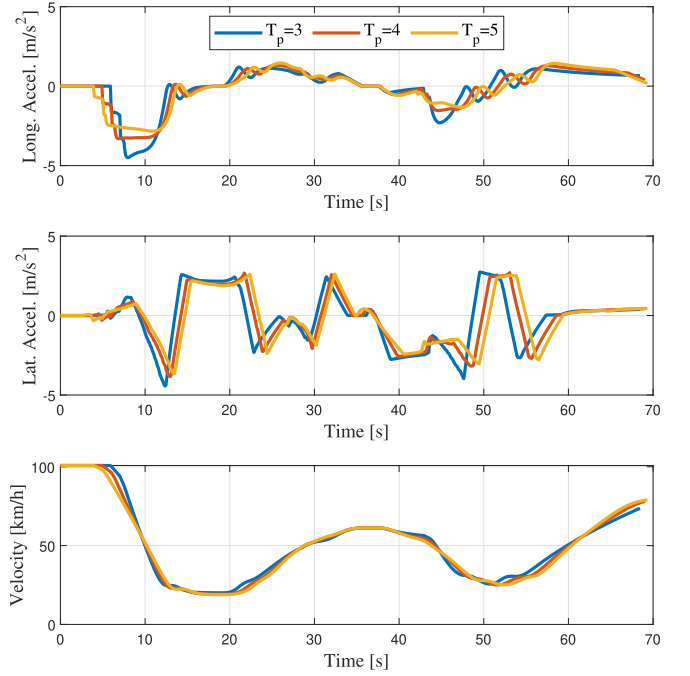 T_p=3 T_p=4 T_p=5
Long. Accel. [m/s^2]
5
0
-5
0 10 20 30 40 50 60 70
Time [s]
Lat. Accel. [m/s^2]
5
0
-5
0 10 20 30 40 50 60 70
Time [s]
Velocity [km/h]
100
50
0
0 10 20 30 40 50 60 70
Time [s]